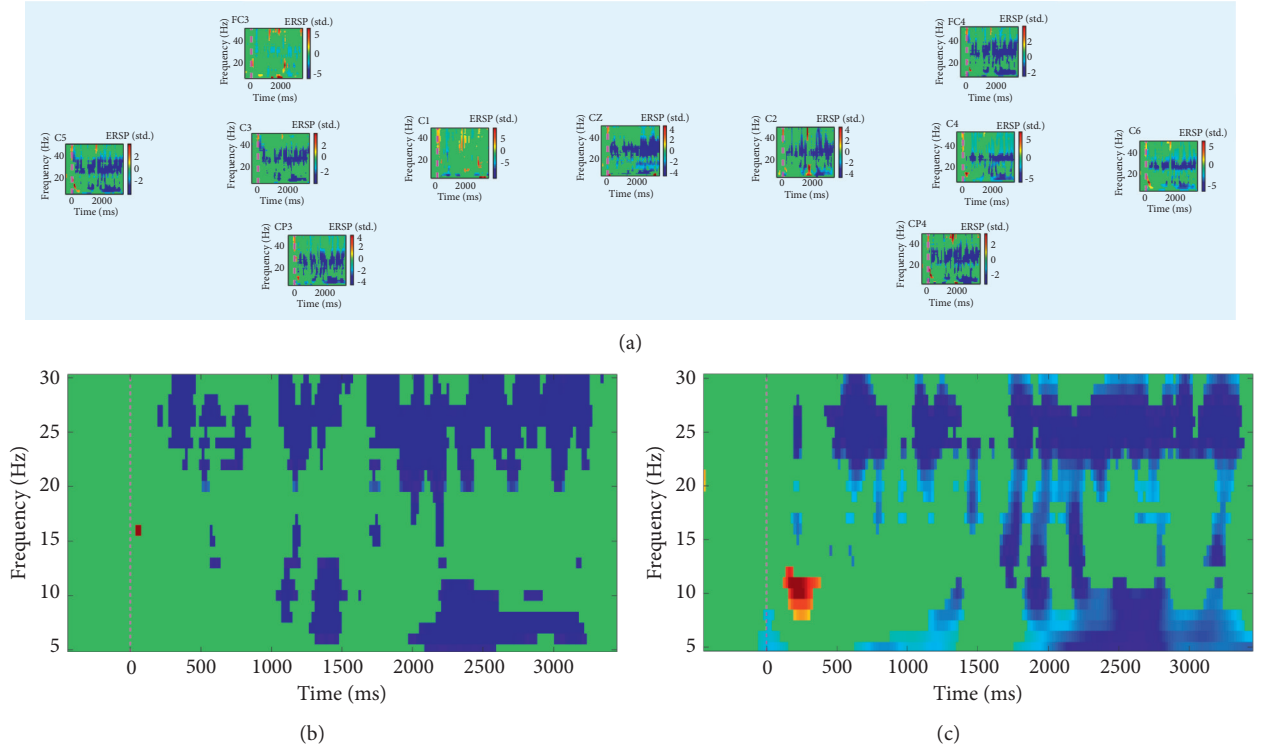 FC3 ERSP (std.)
Frequency (Hz)
40
20
5
0
-5
0 2000
Time (ms)
FC4 ERSP (std.)
Frequency (Hz)
40
20
2
0
-2
0 2000
Time (ms)
C5 ERSP (std.)
Frequency (Hz)
40
20
2
0
-2
0 2000
Time (ms)
C3 ERSP (std.)
Frequency (Hz)
40
20
2
0
-2
0 2000
Time (ms)
C1 ERSP (std.)
Frequency (Hz)
40
20
5
0
-5
0 2000
Time (ms)
CZ ERSP (std.)
Frequency (Hz)
40
20
4
2
0
-2
-4
0 2000
Time (ms)
C2 ERSP (std.)
Frequency (Hz)
40
20
4
2
0
-2
-4
0 2000
Time (ms)
C4 ERSP (std.)
Frequency (Hz)
40
20
5
0
-5
0 2000
Time (ms)
C6 ERSP (std.)
Frequency (Hz)
40
20
5
0
-5
0 2000
Time (ms)
CP3 ERSP (std.)
Frequency (Hz)
40
20
4
2
0
-2
-4
0 2000
Time (ms)
CP4 ERSP (std.)
Frequency (Hz)
40
20
4
2
0
-2
-4
0 2000
Time (ms)
(a)
Frequency (Hz)
30
25
20
15
10
5
0 500 1000 1500 2000 2500 3000
Time (ms)
(b)
Frequency (Hz)
30
25
20
15
10
5
0 500 1000 1500 2000 2500 3000
Time (ms)
(c)